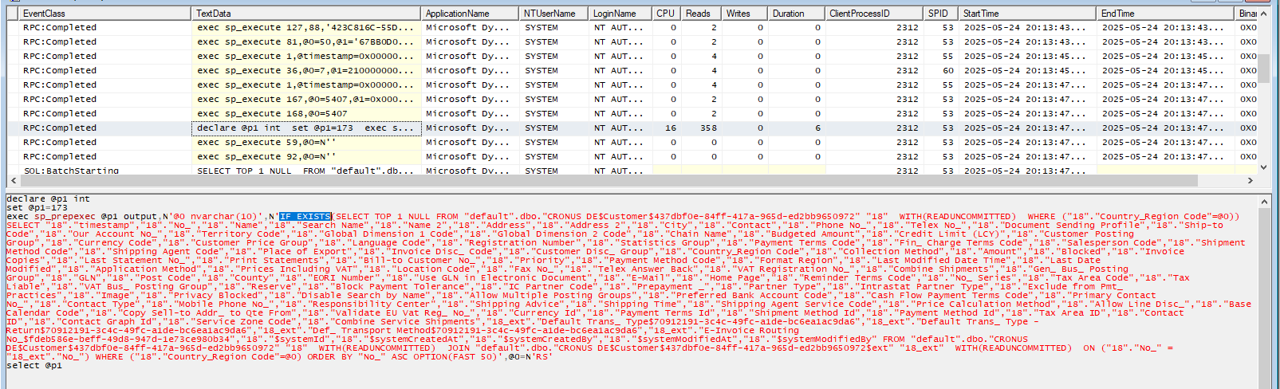 EventClass TextData ApplicationName NTUserName LoginName CPU Reads Writes Duration ClientProcessID SPID StartTime EndTime Binar
RPC:Completed exec sp_execute 127,88,'423C816C-55D... Microsoft Dy... SYSTEM NT AUT... 0 2 0 0 2312 53 2025-05-24 20:13:43... 2025-05-24 20:13:43... 0X0
RPC:Completed exec sp_execute 81,@0=50,@1='67BB0D0... Microsoft Dy... SYSTEM NT AUT... 0 2 0 0 2312 53 2025-05-24 20:13:43... 2025-05-24 20:13:43... 0X0
RPC:Completed exec sp_execute 1,@timestamp=0x00000... Microsoft Dy... SYSTEM NT AUT... 0 4 0 0 2312 55 2025-05-24 20:13:45... 2025-05-24 20:13:45... 0X0
RPC:Completed exec sp_execute 36,@0=7,@1=210000000... Microsoft Dy... SYSTEM NT AUT... 0 4 0 0 2312 60 2025-05-24 20:13:45... 2025-05-24 20:13:45... 0X0
RPC:Completed exec sp_execute 1,@timestamp=0x00000... Microsoft Dy... SYSTEM NT AUT... 0 4 0 0 2312 55 2025-05-24 20:13:47... 2025-05-24 20:13:47... 0X0
RPC:Completed exec sp_execute 167,@0=5407,@1=0x000... Microsoft Dy... SYSTEM NT AUT... 0 2 0 0 2312 53 2025-05-24 20:13:47... 2025-05-24 20:13:47... 0X0
RPC:Completed exec sp_execute 168,@0=5407 Microsoft Dy... SYSTEM NT AUT... 0 2 0 0 2312 53 2025-05-24 20:13:47... 2025-05-24 20:13:47... 0X0
RPC:Completed declare @p1 int set @p1=173 exec s... Microsoft Dy... SYSTEM NT AUT... 16 358 0 6 2312 53 2025-05-24 20:13:47... 2025-05-24 20:13:47... 0X0
RPC:Completed exec sp_execute 59,@0=N'' Microsoft Dy... SYSTEM NT AUT... 0 0 0 0 2312 53 2025-05-24 20:13:47... 2025-05-24 20:13:47... 0X0
RPC:Completed exec sp_execute 92,@0=N'' Microsoft Dy... SYSTEM NT AUT... 0 0 0 0 2312 53 2025-05-24 20:13:47... 2025-05-24 20:13:47... 0X0
SQL:BatchStarting SELECT TOP 1 NULL FROM "default".db... Microsoft Dy... SYSTEM NT AUT... 2312 53 2025-05-24 20:13:47...
declare @p1 int
set @p1=173
exec sp_prepexec @p1 output,N'@0 nvarchar(10)',N'IF EXISTS(SELECT TOP 1 NULL FROM "default".dbo."CRONUS DE$Customer$437dbf0e-84ff-417a-965d-ed2bb9650972" "18" WITH(READUNCOMMITTED) WHERE ("18"."Country_Region Code"=@0))
SELECT "18"."timestamp","18"."No_","18"."Name","18"."Search Name","18"."Name 2","18"."Address","18"."Address 2","18"."City","18"."Contact","18"."Phone No_","18"."Telex No_","18"."Document Sending Profile","18"."Ship-to
Code","18"."Our Account No_","18"."Territory Code","18"."Global Dimension 1 Code","18"."Global Dimension 2 Code","18"."Chain Name","18"."Budgeted Amount","18"."Credit Limit (LCY)","18"."Customer Posting
Group","18"."Currency Code","18"."Customer Price Group","18"."Language Code","18"."Registration Number","18"."Statistics Group","18"."Payment Terms Code","18"."Fin_ Charge Terms Code","18"."Salesperson Code","18"."Shipment
Method Code","18"."Shipping Agent Code","18"."Place of Export","18"."Invoice Disc_ Code","18"."Customer Disc_ Group","18"."Country_Region Code","18"."Collection Method","18"."Amount","18"."Blocked","18"."Invoice
Copies","18"."Last Statement No_","18"."Print Statements","18"."Bill-to Customer No_","18"."Priority","18"."Payment Method Code","18"."Format Region","18"."Last Modified Date Time","18"."Last Date
Modified","18"."Application Method","18"."Prices Including VAT","18"."Location Code","18"."Fax No_","18"."Telex Answer Back","18"."VAT Registration No_","18"."Combine Shipments","18"."Gen_ Bus_ Posting
Group","18"."GLN","18"."Post Code","18"."County","18"."EORI Number","18"."Use GLN in Electronic Document","18"."E-Mail","18"."Home Page","18"."Reminder Terms Code","18"."No_ Series","18"."Tax Area Code","18"."Tax
Liable","18"."VAT Bus_ Posting Group","18"."Reserve","18"."Block Payment Tolerance","18"."IC Partner Code","18"."Prepayment _","18"."Partner Type","18"."Intrastat Partner Type","18"."Exclude from Pmt_
Practices","18"."Image","18"."Privacy Blocked","18"."Disable Search by Name","18"."Allow Multiple Posting Groups","18"."Preferred Bank Account Code","18"."Cash Flow Payment Terms Code","18"."Primary Contact
No_","18"."Contact Type","18"."Mobile Phone No_","18"."Responsibility Center","18"."Shipping Advice","18"."Shipping Time","18"."Shipping Agent Service Code","18"."Price Calculation Method","18"."Allow Line Disc_","18"."Base
Calendar Code","18"."Copy Sell-to Addr_ to Qte From","18"."Validate EU Vat Reg_ No_","18"."Currency Id","18"."Payment Terms Id","18"."Shipment Method Id","18"."Payment Method Id","18"."Tax Area ID","18"."Contact
ID","18"."Contact Graph Id","18"."Service Zone Code","18"."Combine Service Shipments","18_ext"."Default Trans_ Type$70912191-3c4c-49fc-a1de-bc6ea1ac9da6","18_ext"."Default Trans_ Type -
Return$70912191-3c4c-49fc-a1de-bc6ea1ac9da6","18_ext"."Def_ Transport Method$70912191-3c4c-49fc-a1de-bc6ea1ac9da6","18_ext"."E-Invoice Routing
No_$fdeb586e-beff-49d8-947d-1e73ce980b34","18"."$systemId","18"."$systemCreatedAt","18"."$systemCreatedBy","18"."$systemModifiedAt","18"."$systemModifiedBy" FROM "default".dbo."CRONUS
DE$Customer$437dbf0e-84ff-417a-965d-ed2bb9650972" "18" WITH(READUNCOMMITTED) JOIN "default".dbo."CRONUS DE$Customer$437dbf0e-84ff-417a-965d-ed2bb9650972$ext" "18_ext" WITH(READUNCOMMITTED) ON ("18"."No_" =
"18_ext"."No_") WHERE ("18"."Country_Region Code"=@0) ORDER BY "No_" ASC OPTION(FAST 50)',@0=N'RS'
select @p1